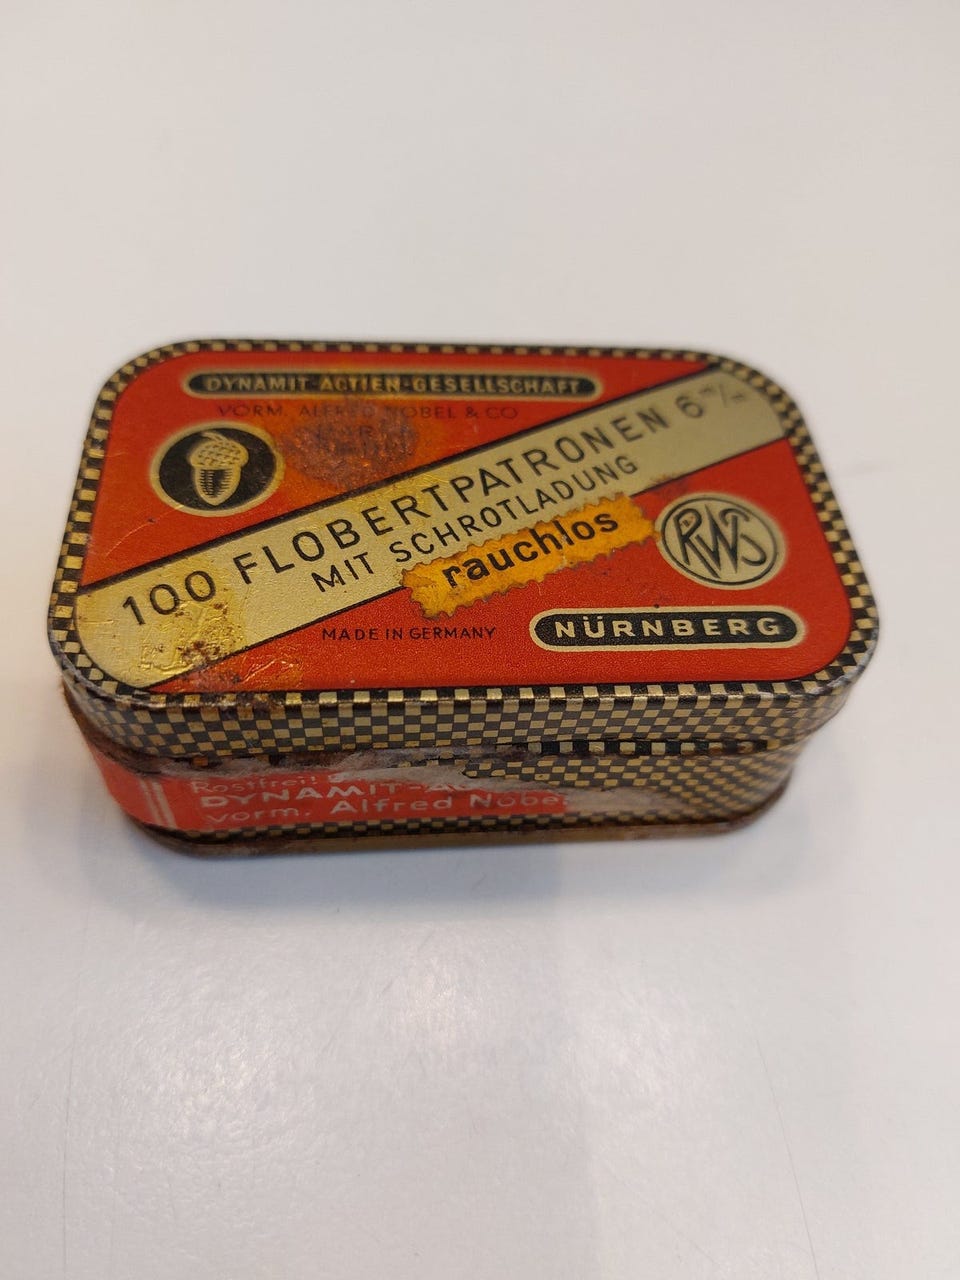 DYNAMIT-ACTIEN-GESELLSCHAFT
VORM. ALFRED NOBEL & CO
100 FLOBERTPATRONEN 6 m/m
MIT SCHROTLADUNG
rauchlos
RWS
MADE IN GERMANY
NÜRNBERG
Rostfrei!
DYNAMIT-A
vorm. Alfred Nobe